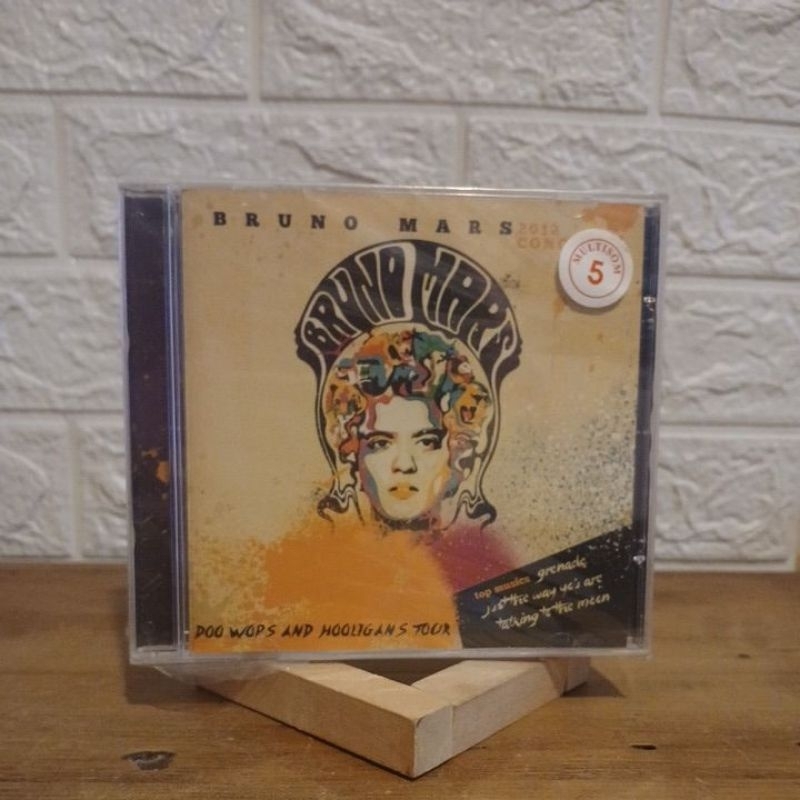 BRUNO MARS
2012
CONC
MULTISOM
5
BRUNO MARS
top musics grenade
just the way you are
talking to the moon
DOO WOPS AND HOOLIGANS TOUR